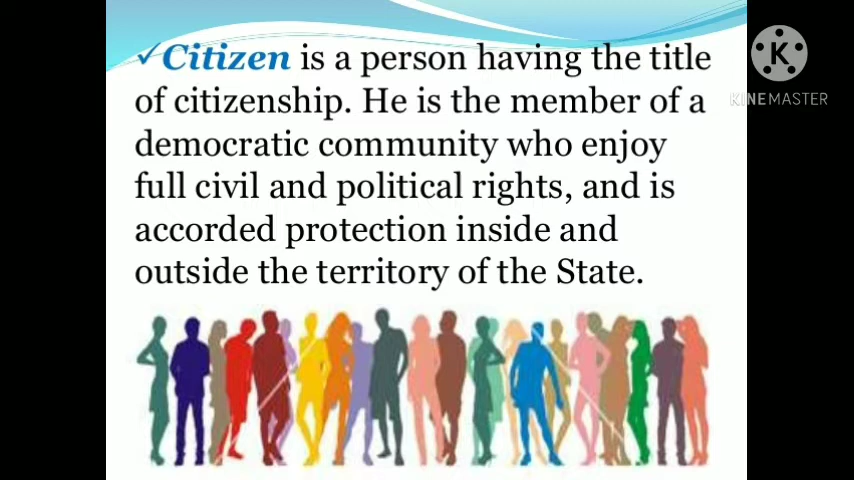 ✓Citizen is a person having the title
of citizenship. He is the member of a
democratic community who enjoy
full civil and political rights, and is
accorded protection inside and
outside the territory of the State.
K
KINEMASTER